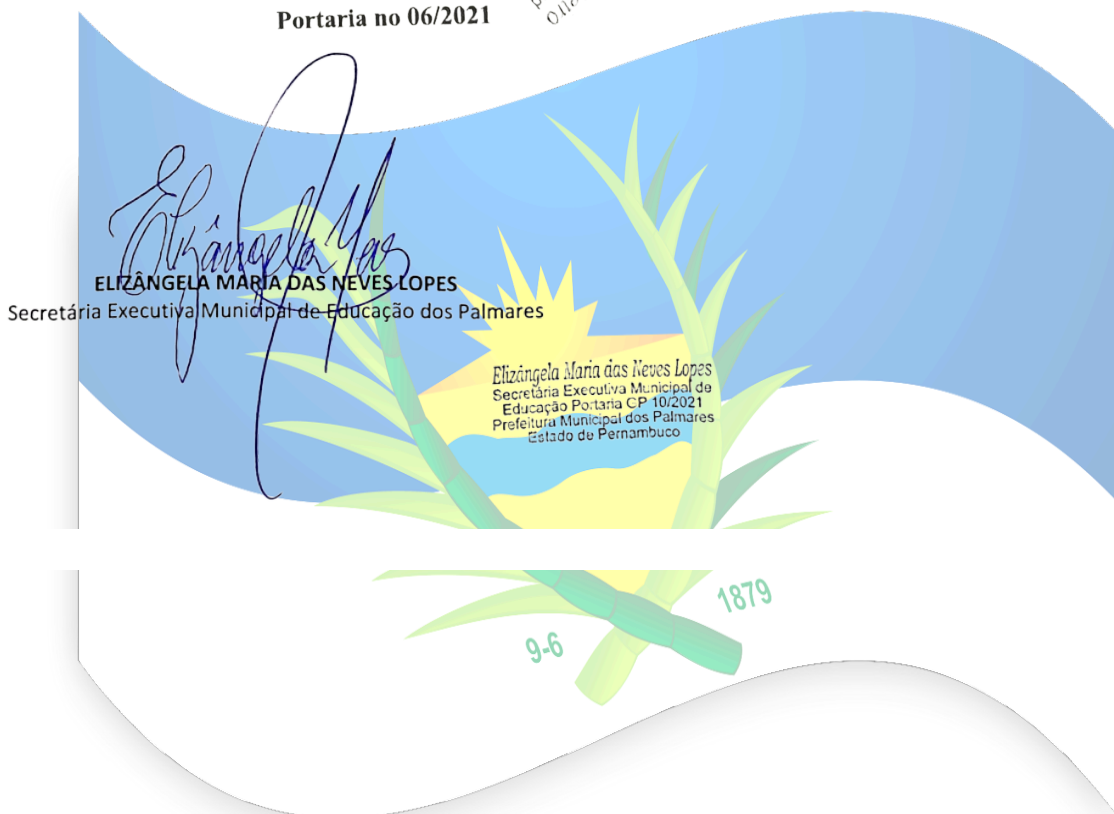 Portaria no 06/2021
Elizângela
ELIZÂNGELA MARIA DAS NEVES LOPES
Secretária Executiva Municipal de Educação dos Palmares
Elizângela Maria das Neves Lopes
Secretária Executiva Municipal de
Educação Portaria CP 10/2021
Prefeitura Municipal dos Palmares
Estado de Pernambuco
1879
9-6